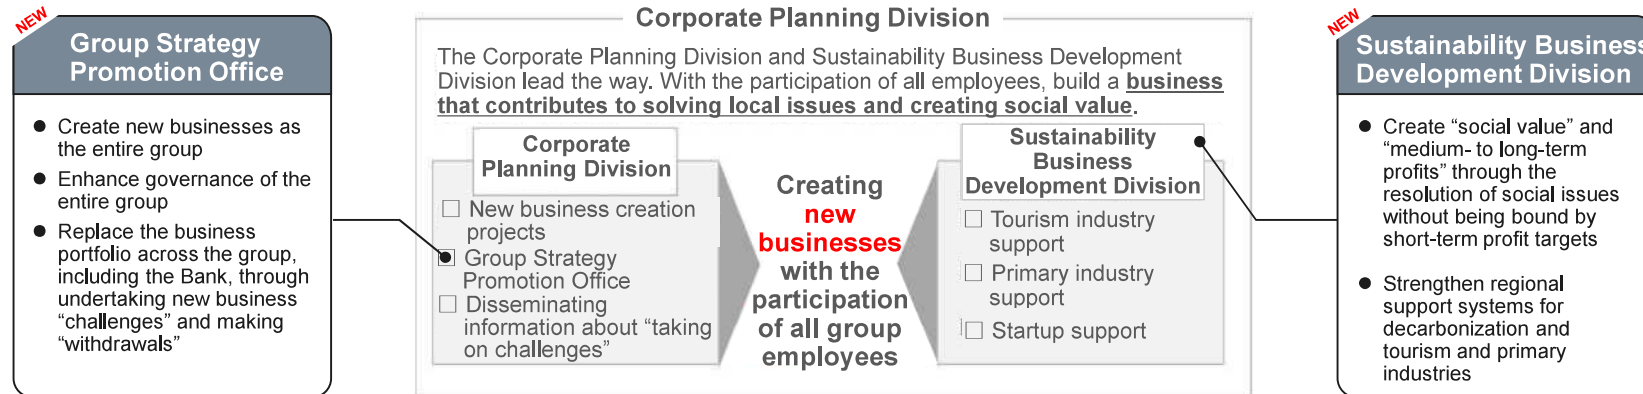 NEW
Group Strategy
Promotion Office
● Create new businesses as
the entire group
● Enhance governance of the
entire group
● Replace the business
portfolio across the group,
including the Bank, through
undertaking new business
“challenges” and making
“withdrawals”
Corporate Planning Division
The Corporate Planning Division and Sustainability Business Development
Division lead the way. With the participation of all employees, build a business
that contributes to solving local issues and creating social value.
Corporate
Planning Division
□ New business creation
projects
□ Group Strategy
Promotion Office
□ Disseminating
information about “taking
on challenges”
Creating
new
businesses
with the
participation
of all group
employees
Sustainability
Business
Development Division
□ Tourism industry
support
□ Primary industry
support
□ Startup support
NEW
Sustainability Business
Development Division
● Create “social value” and
“medium- to long-term
profits” through the
resolution of social issues
without being bound by
short-term profit targets
● Strengthen regional
support systems for
decarbonization and
tourism and primary
industries